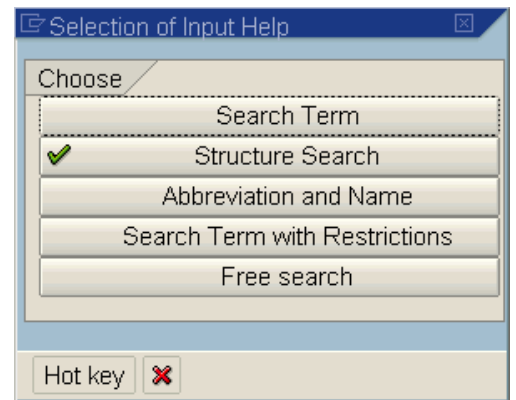 Selection of Input Help
Choose
Search Term
Structure Search
Abbreviation and Name
Search Term with Restrictions
Free search
Hot key